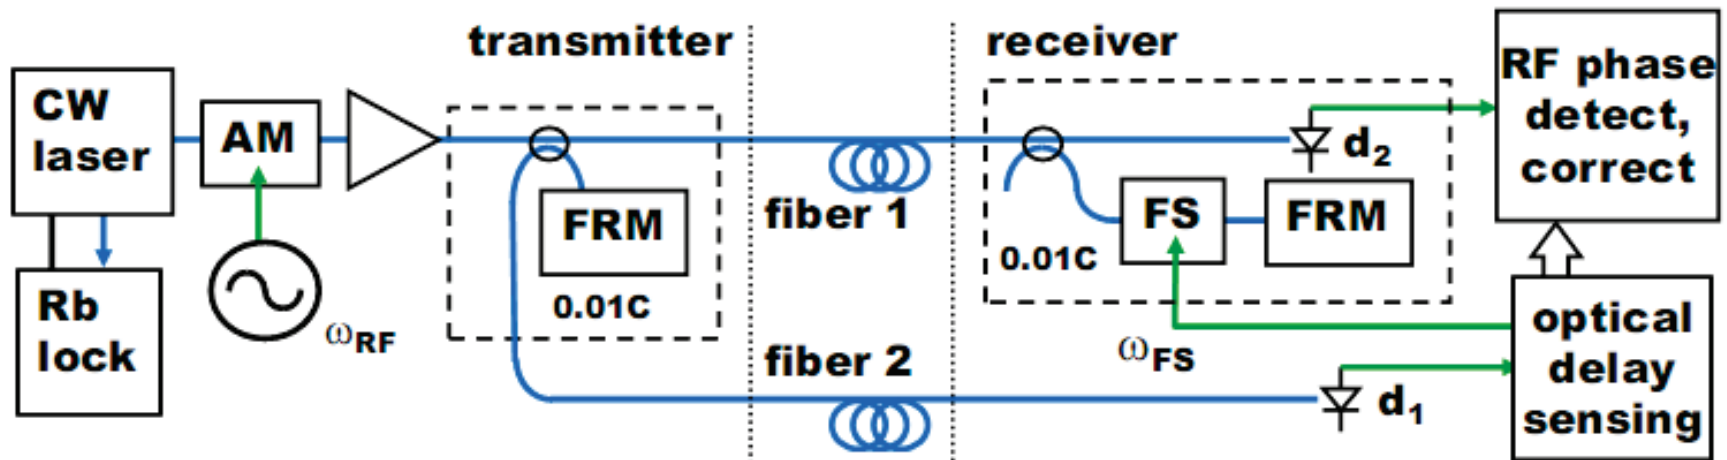 transmitter
receiver
CW
laser
AM
RF phase
detect,
correct
d2
FRM
fiber 1
FS
FRM
0.01C
0.01C
Rb
lock
ωRF
fiber 2
ωFS
d1
optical
delay
sensing